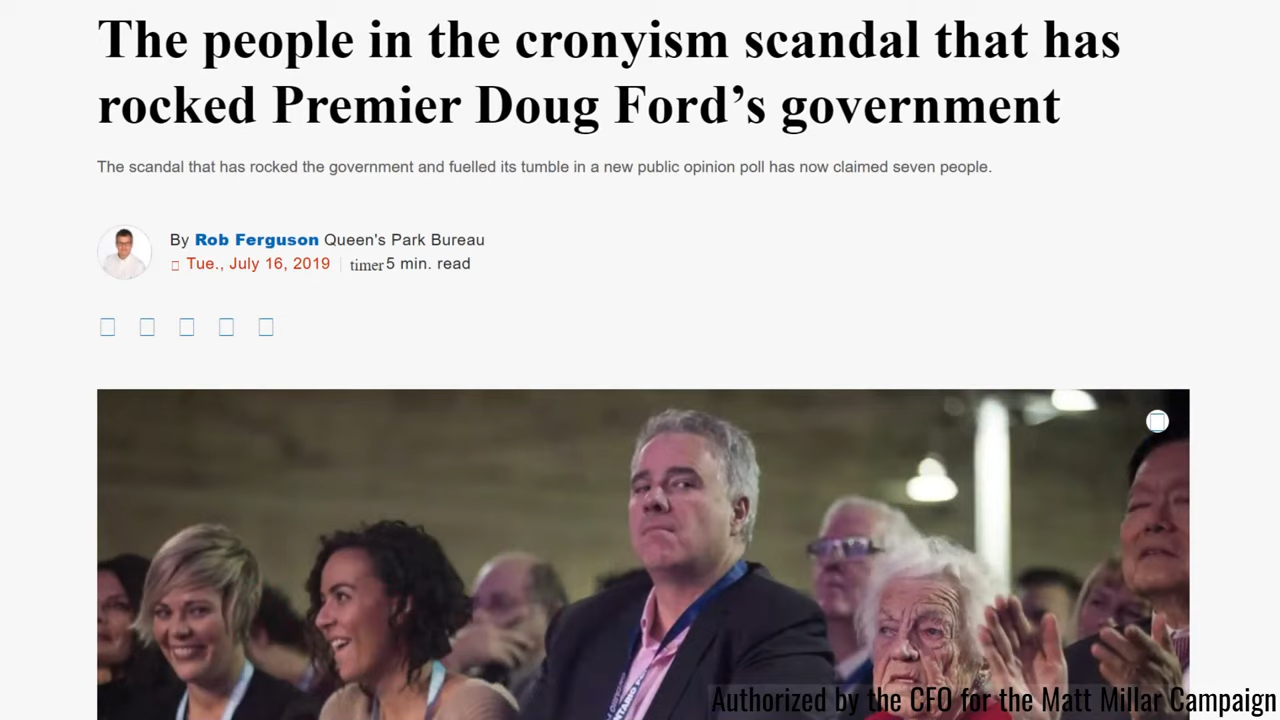 The people in the cronyism scandal that has
rocked Premier Doug Ford’s government
The scandal that has rocked the government and fuelled its tumble in a new public opinion poll has now claimed seven people.
By Rob Ferguson Queen's Park Bureau
Tue., July 16, 2019 timer 5 min. read
Authorized by the CFO for the Matt Millar Campaign